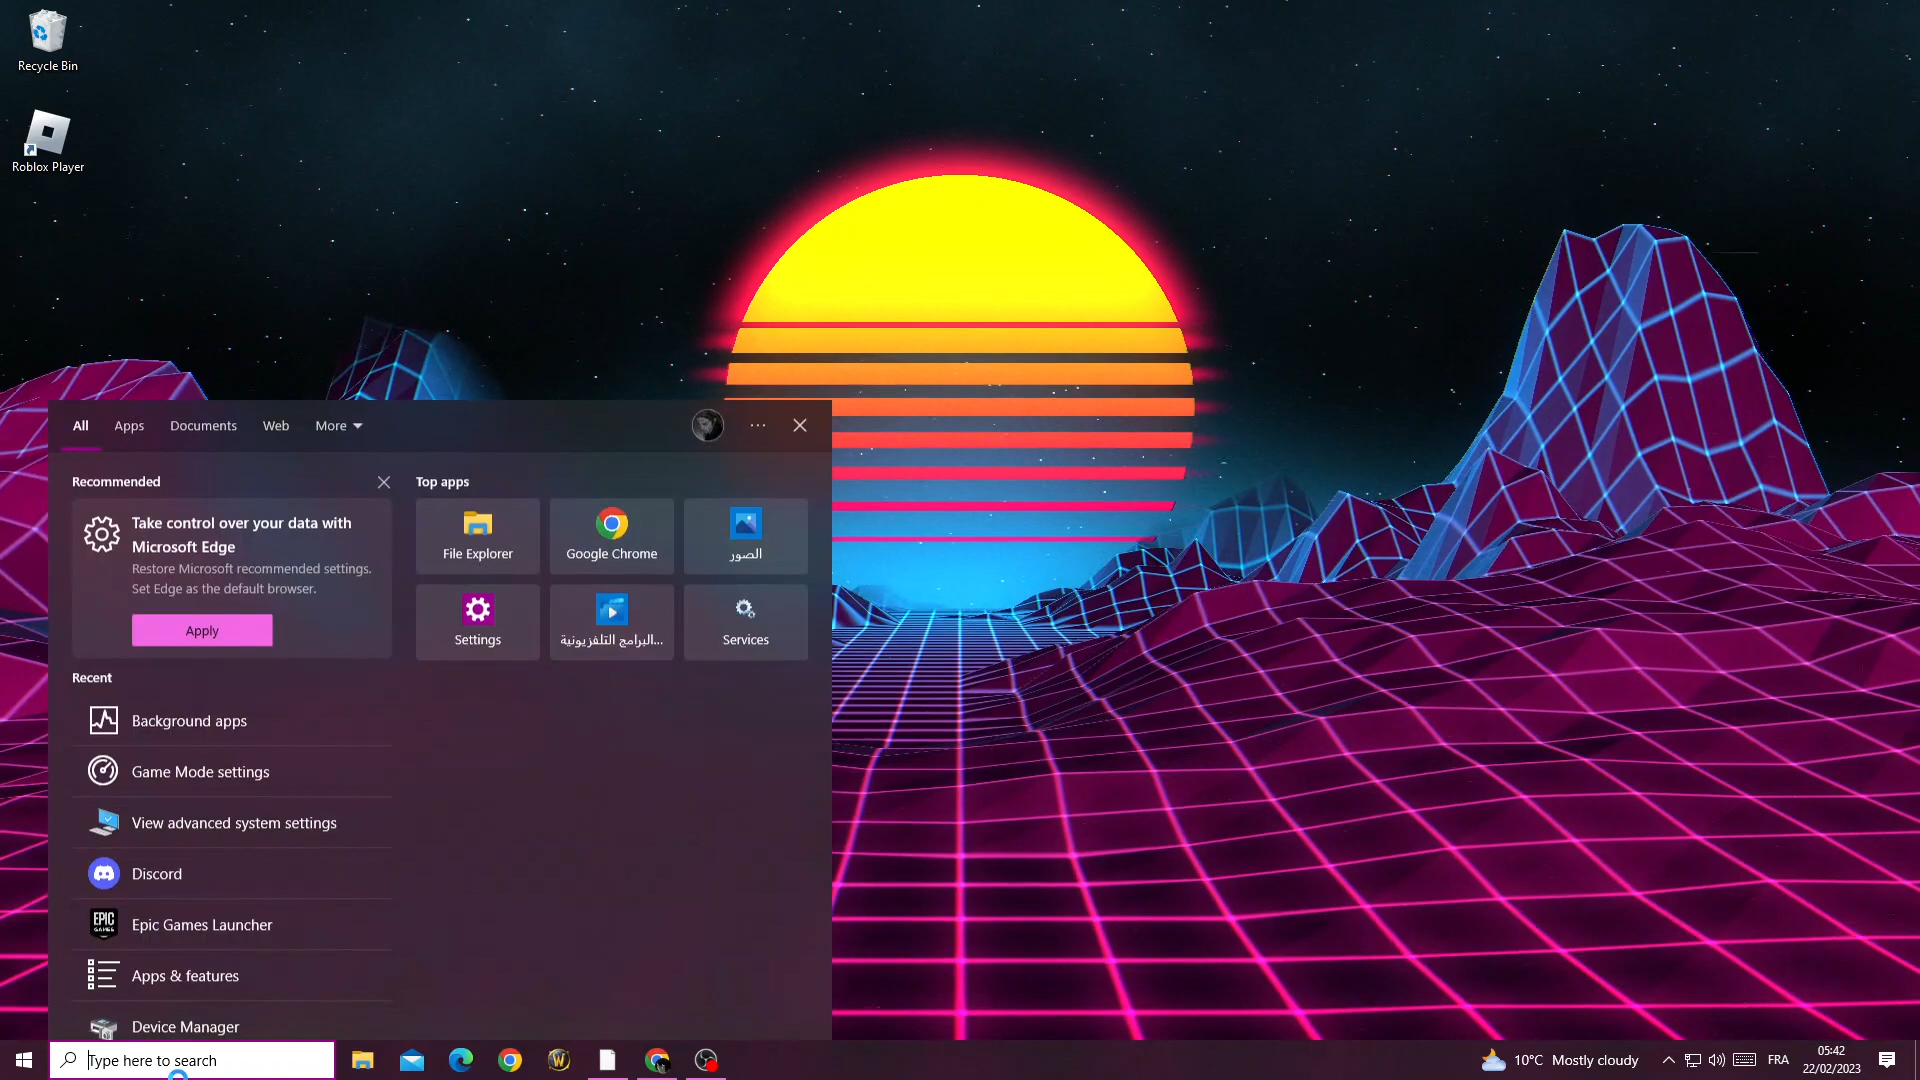 Recycle Bin
Roblox Player
All
Apps
Documents
Web
More
Recommended
Take control over your data with
Microsoft Edge
Restore Microsoft recommended settings.
Set Edge as the default browser.
Apply
Top apps
File Explorer
Google Chrome
الصور
Settings
البرامج التلفزيونية...
Services
Recent
Background apps
Game Mode settings
View advanced system settings
Discord
EPIC
GAMES
Epic Games Launcher
Apps & features
Device Manager
Type here to search
W
10°C Mostly cloudy
FRA
05:42
22/02/2023